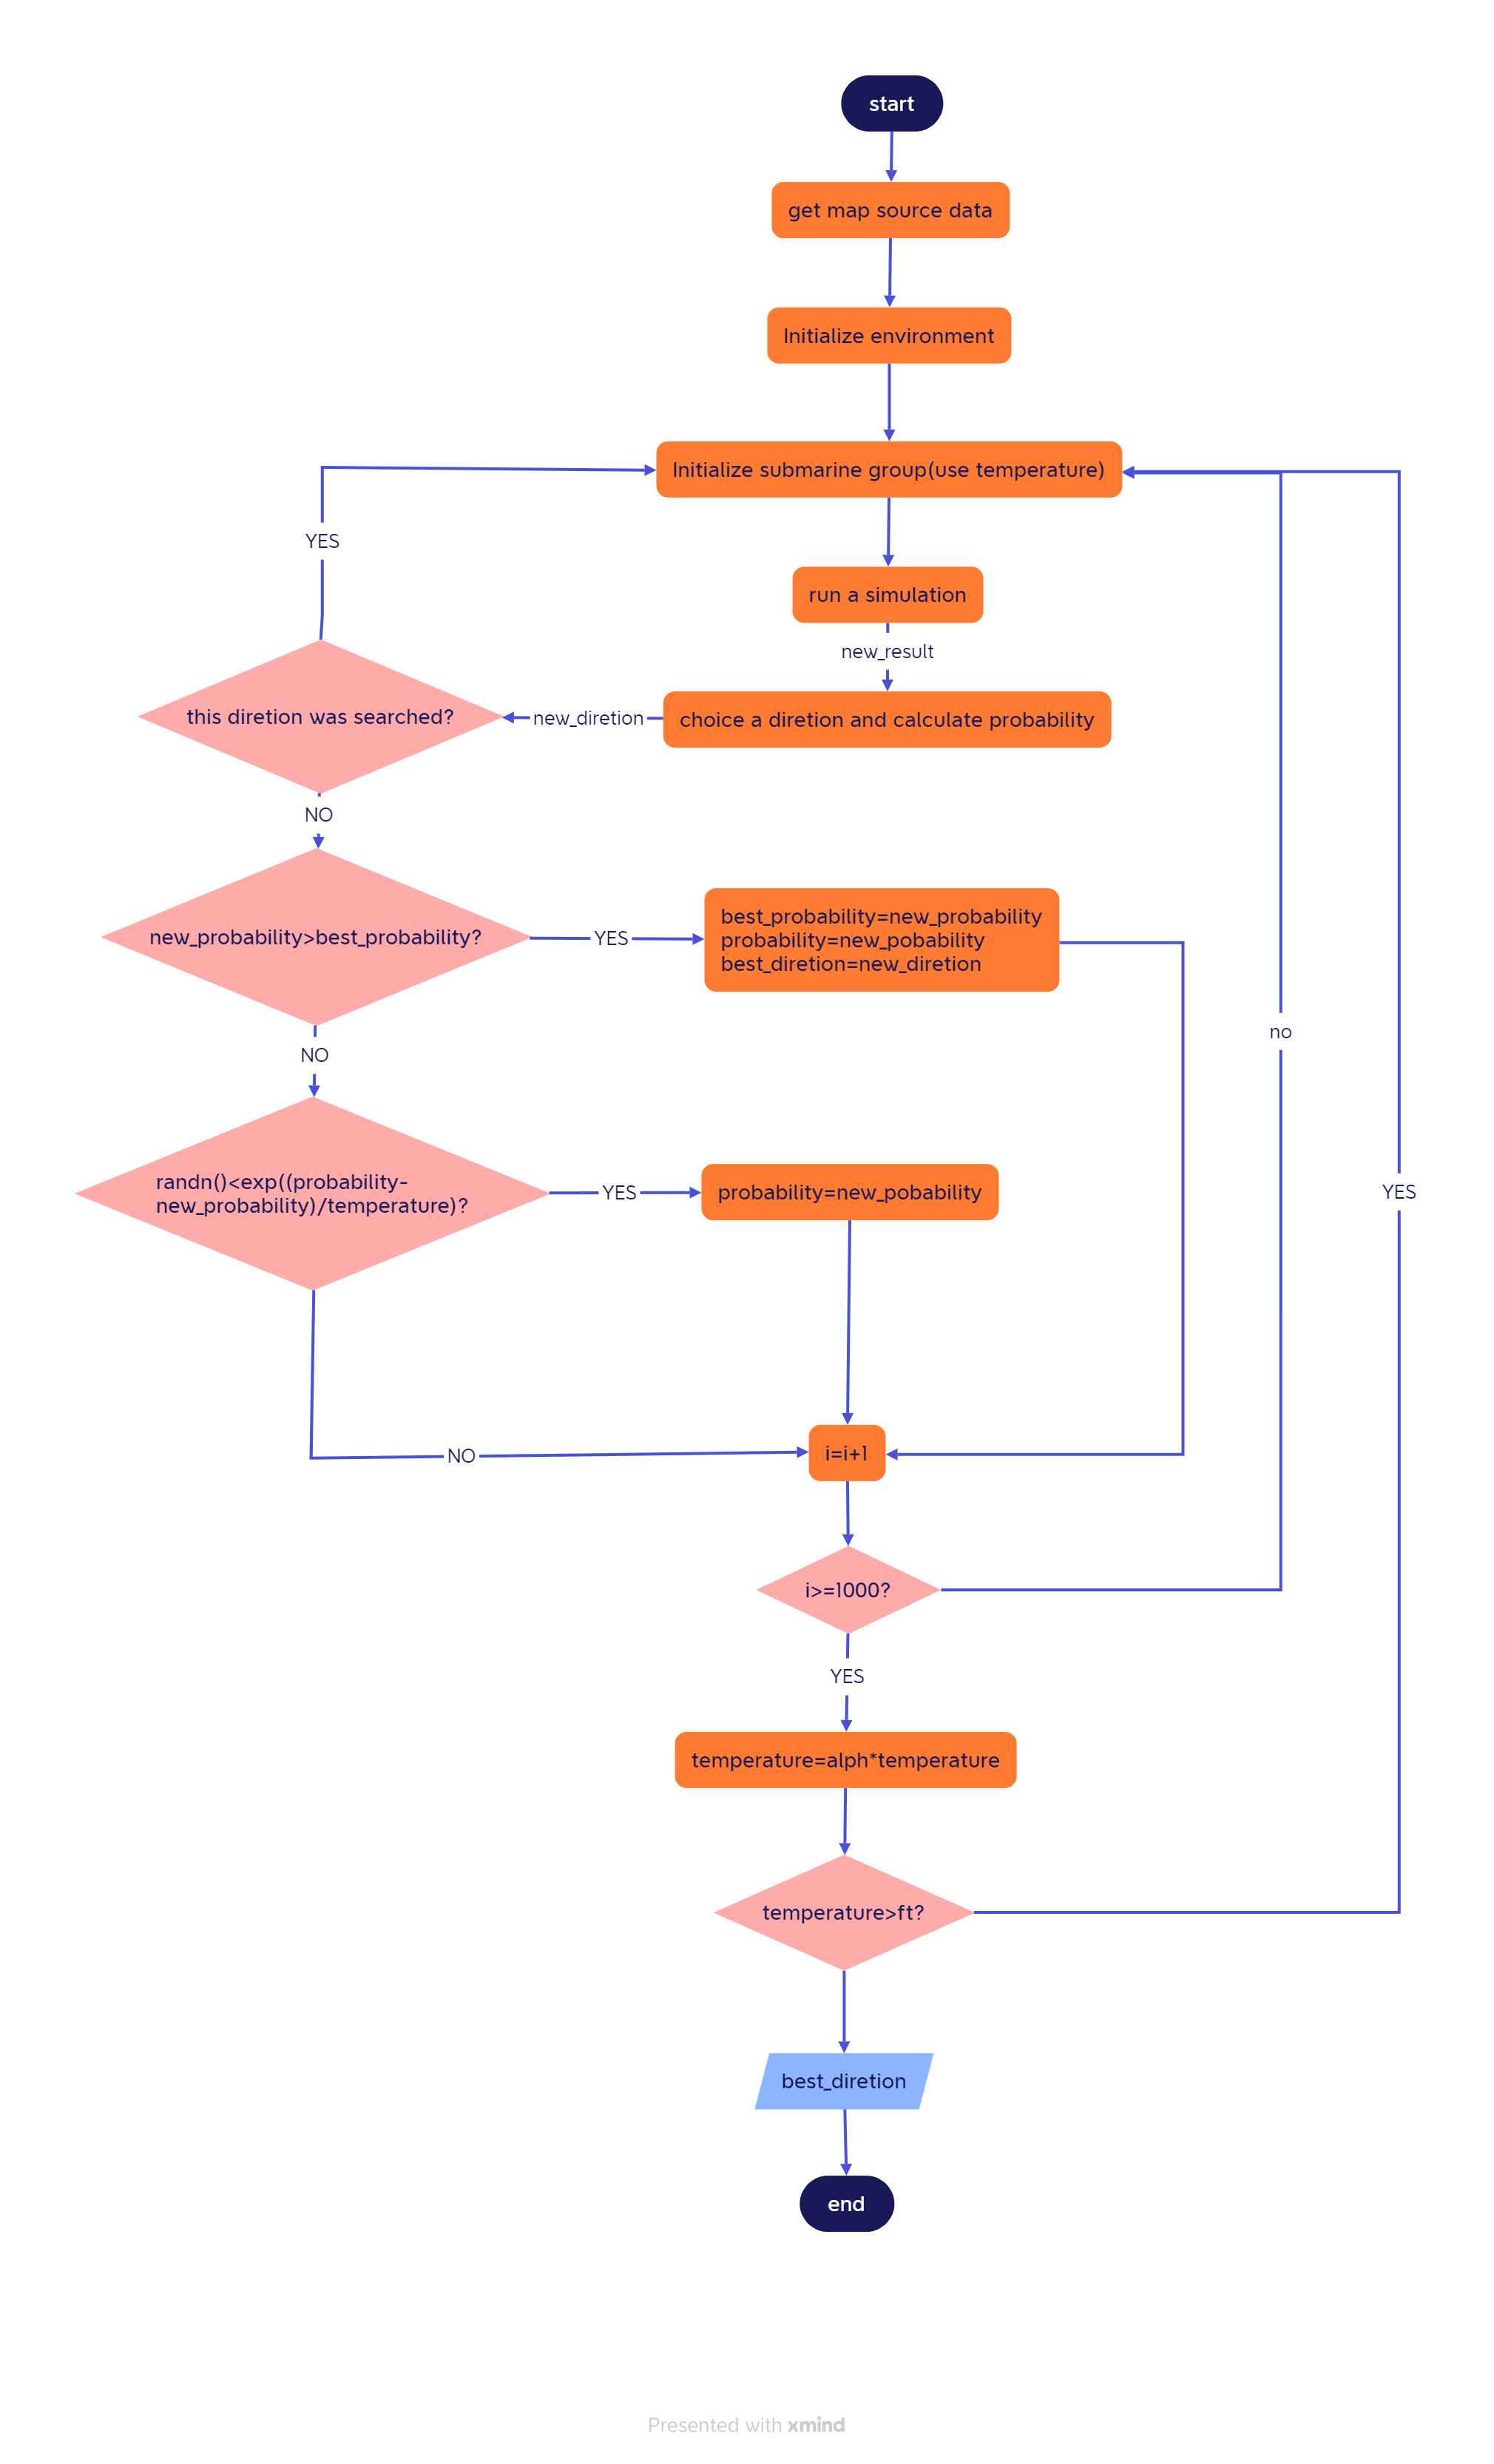 start
get map source data
Initialize environment
Initialize submarine group(use temperature)
YES
run a simulation
new_result
this diretion was searched?
new_diretion
choice a diretion and calculate probability
NO
new_probability>best_probability?
YES
best_probability=new_probability
probability=new_pobability
best_diretion=new_diretion
no
NO
randn()<exp((probability-
new_probability)/temperature)?
YES
probability=new_pobability
YES
NO
i=i+1
i>=1000?
YES
temperature=alph*temperature
temperature>ft?
best_diretion
end
Presented with xmind